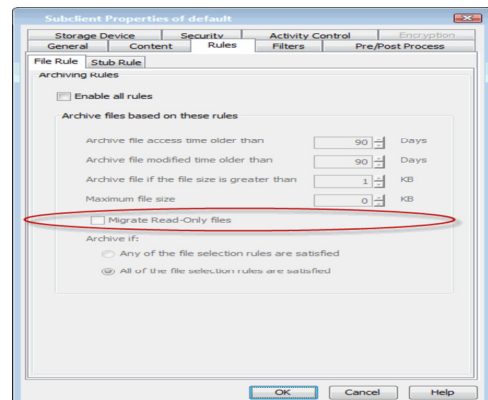 Subclient Properties of default
Storage Device Security Activity Control Encryption
General Content Rules Filters Pre/Post Process
File Rule Stub Rule
Archiving Rules
Enable all rules
Archive files based on these rules
Archive file access time older than 90 Days
Archive file modified time older than 90 Days
Archive file if the file size is greater than 1 KB
Maximum file size 0 KB
Migrate Read-Only files
Archive if:
Any of the file selection rules are satisfied
All of the file selection rules are satisfied
OK Cancel Help